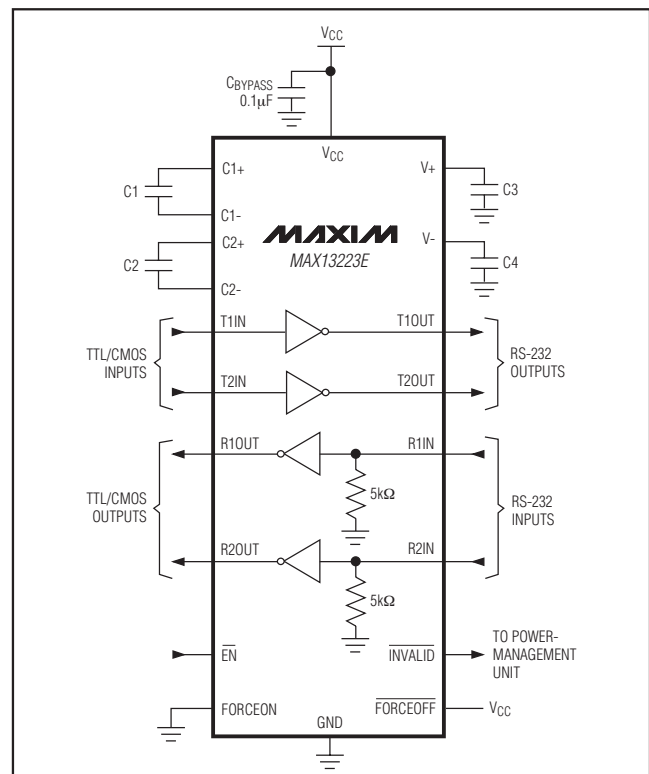 VCC
CBYPASS
0.1µF
VCC
C1+
V+
C1
C3
C1-
C2+
MAXIM
V-
MAX13223E
C2
C4
C2-
T1IN
T1OUT
TTL/CMOS
INPUTS
RS-232
OUTPUTS
T2IN
T2OUT
R1OUT
R1IN
5kΩ
TTL/CMOS
OUTPUTS
RS-232
INPUTS
R2OUT
R2IN
5kΩ
EN
INVALID
TO POWER-
MANAGEMENT
UNIT
FORCEON
FORCEOFF
VCC
GND